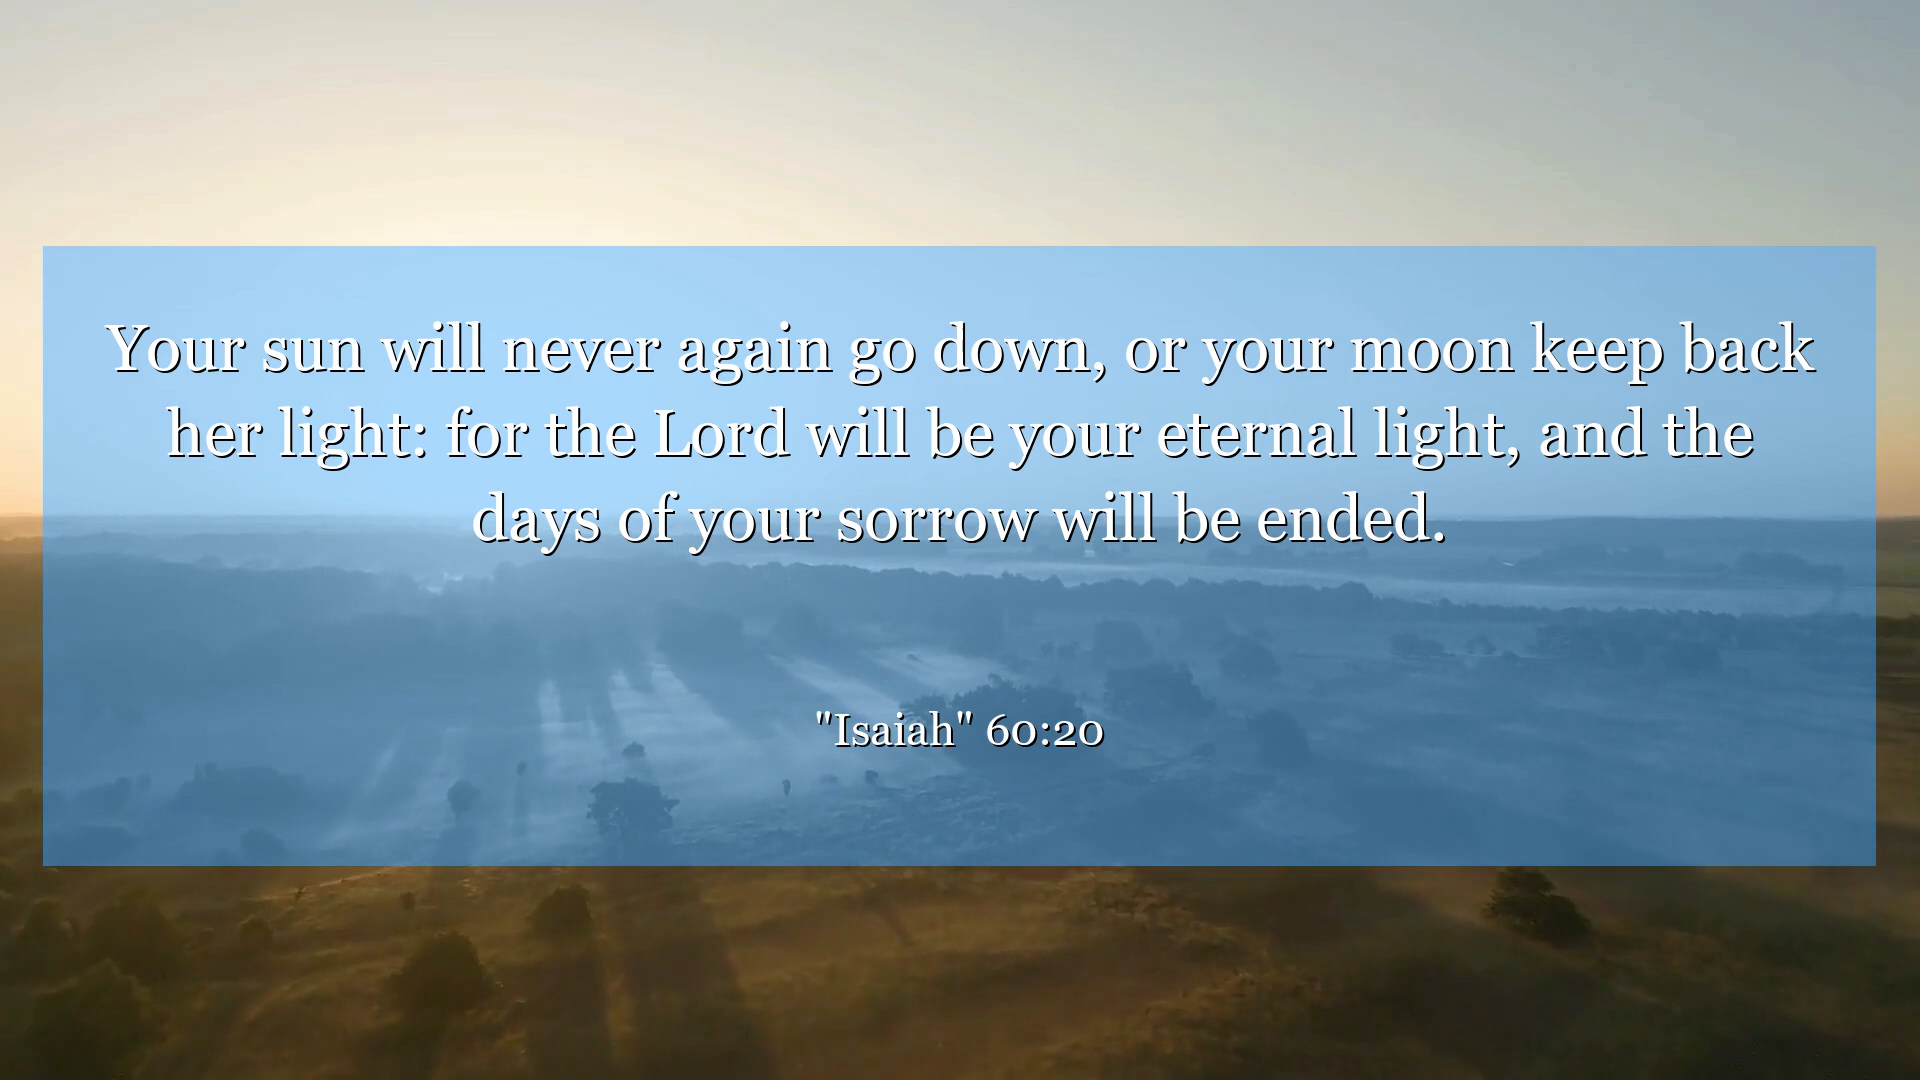 Your sun will never again go down, or your moon keep back
her light: for the Lord will be your eternal light, and the
days of your sorrow will be ended.
"Isaiah" 60:20